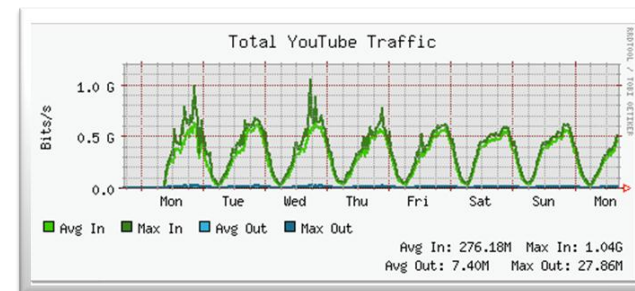 Total YouTube Traffic
RRDTOOL / TOBI OETIKER
Bits/s
1.0 G
0.5 G
0.0
Mon Tue Wed Thu Fri Sat Sun Mon
Avg In Max In Avg Out Max Out
Avg In: 276.18M Max In: 1.04G
Avg Out: 7.40M Max Out: 27.86M